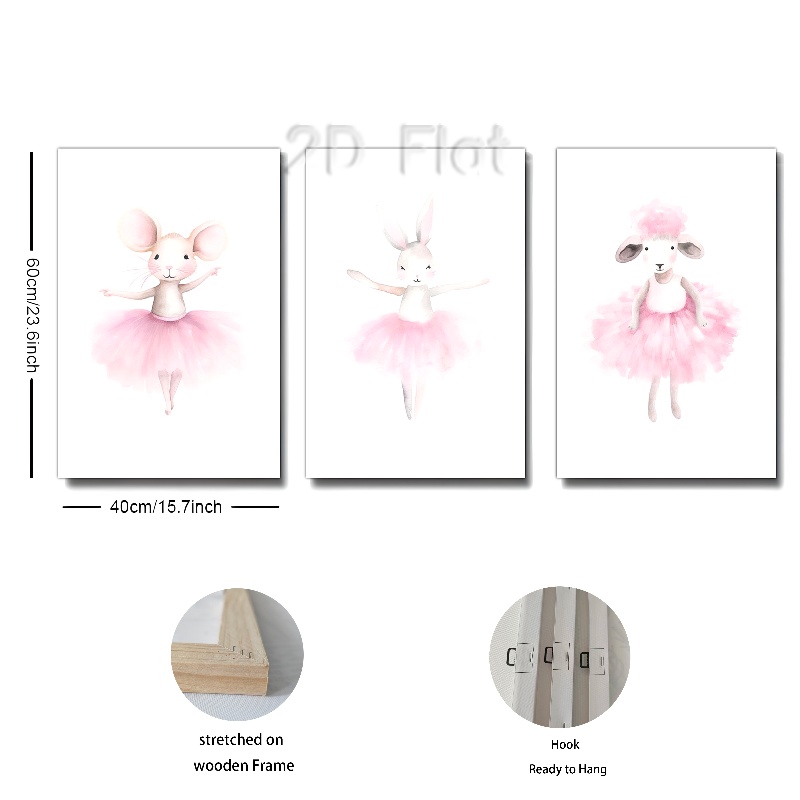 2D Flat
60cm/23.6inch
40cm/15.7inch
stretched on
wooden Frame
Hook
Ready to Hang